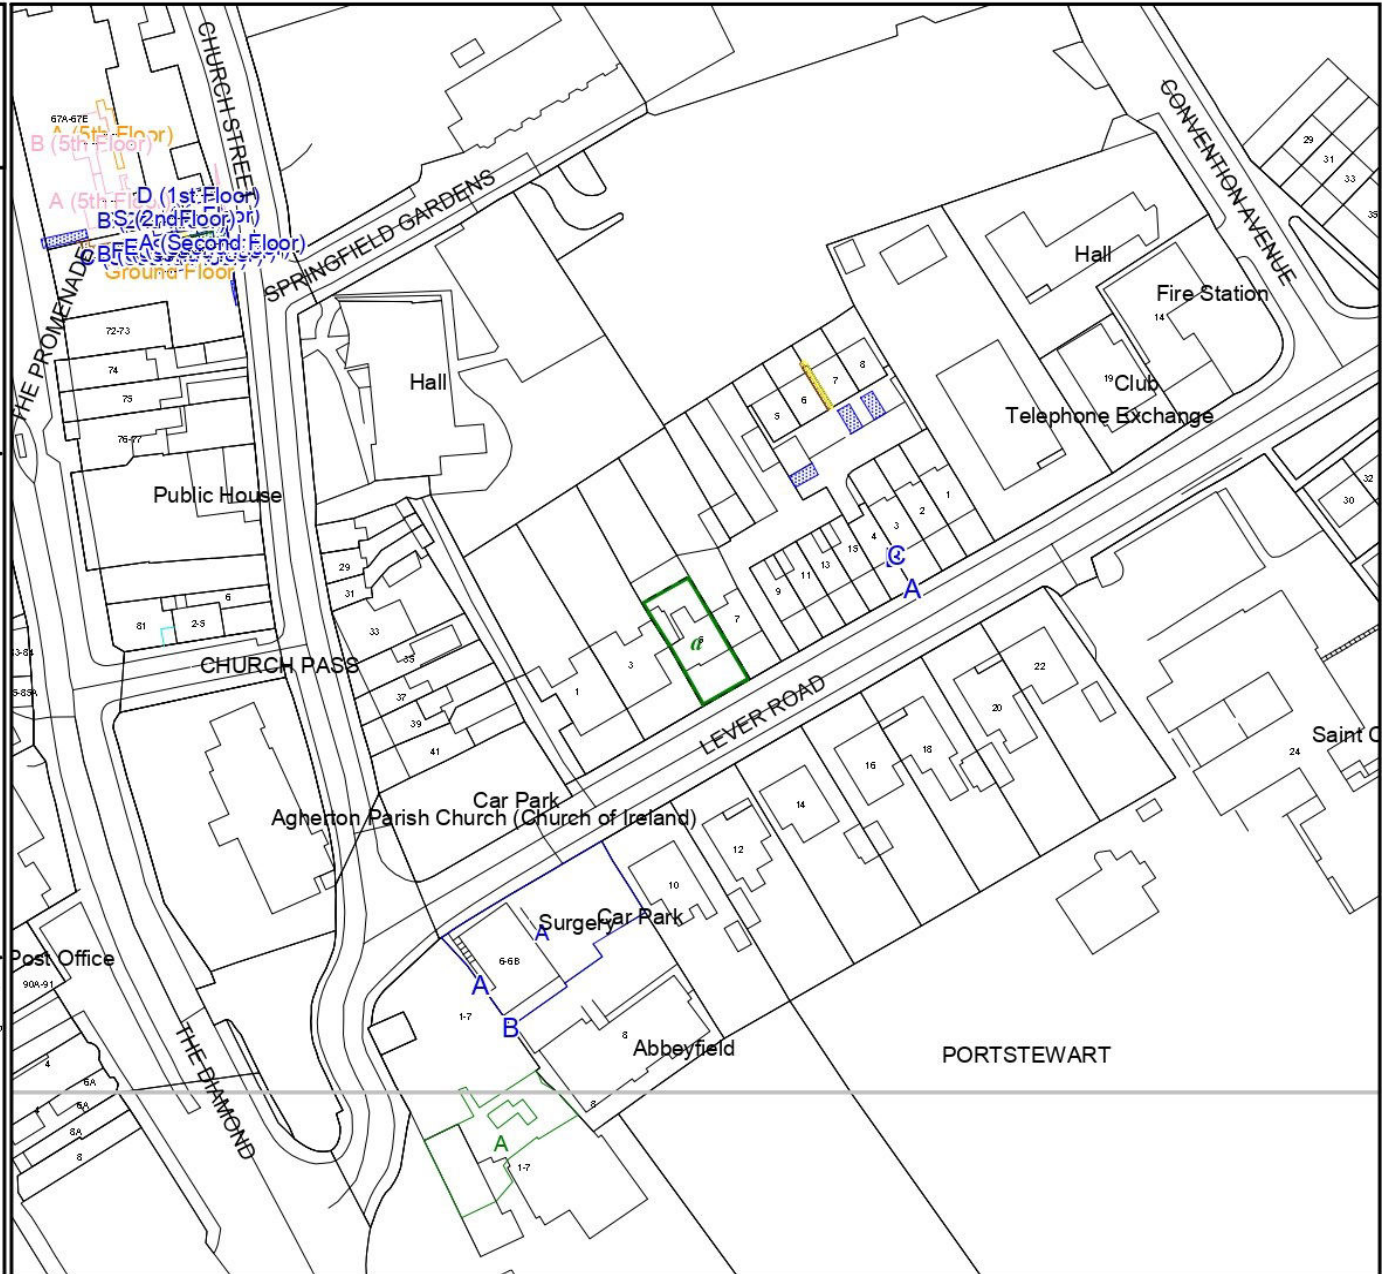 CHURCH STREET
CONVENTION AVENUE
67A-67E
A (5th Floor)
B (5th Floor)
29
31
33
35
A (5th Floor)
D (1st Floor)
S (2ndFloor)
A (Second Floor)
Ground Floor
SPRINGFIELD GARDENS
Hall
Fire Station
14
THE PROMENADE
72-73
74
75
76-77
Hall
8
7
6
5
19
Club
Telephone Exchange
Public House
32
30
1
2
3
4
15
13
11
9
C
A
29
31
6
2-3
81
33
35
37
39
41
CHURCH PASS
7
a
3
1
LEVER ROAD
22
20
18
16
14
12
10
24
Saint C
Car Park
Agherton Parish Church (Church of Ireland)
Surgery
Car Park
A
6-6B
A
B
1-7
Post Office
90A-91
8
Abbeyfield
PORTSTEWART
THE DIAMOND
4
6A
6A
8A
8
8
A
1-7